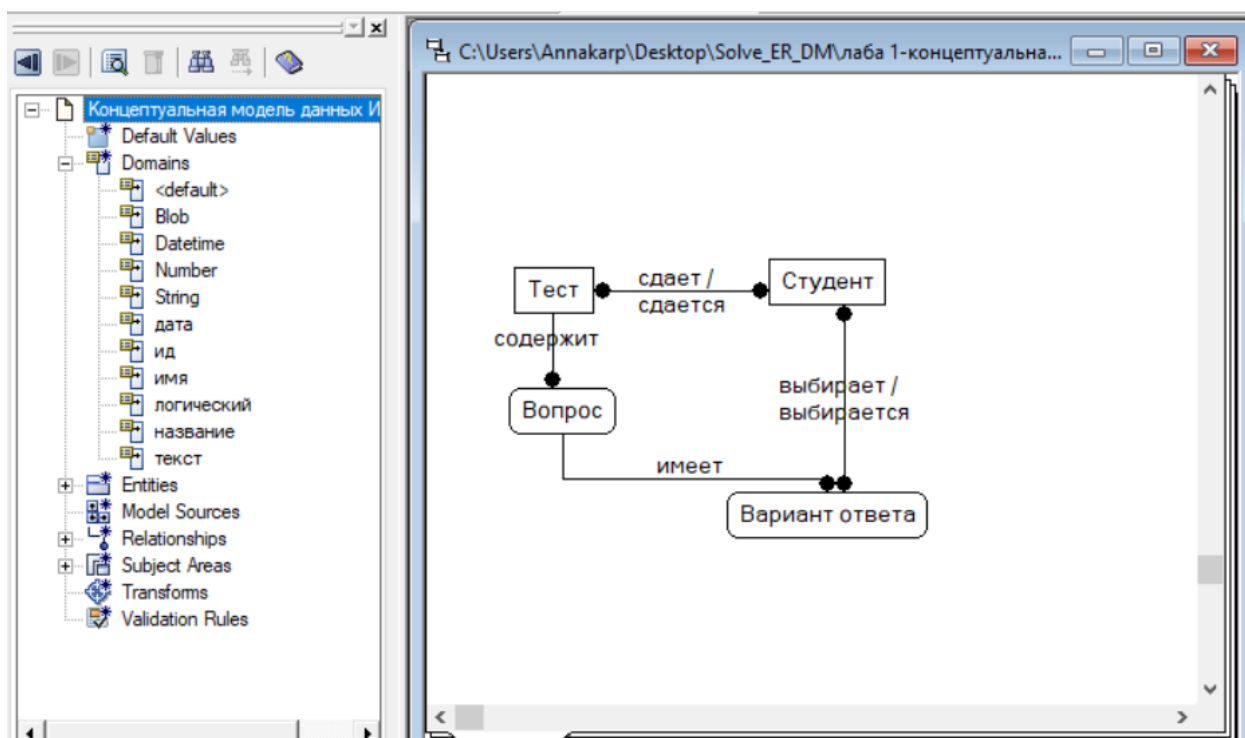 C:\Users\Annakarp\Desktop\Solve_ER_DM\лаба 1-концептуальна...
Концептуальная модель данных И
Default Values
Domains
<default>
Blob
Datetime
Number
String
дата
ид
имя
логический
название
текст
Entities
Model Sources
Relationships
Subject Areas
Transforms
Validation Rules
Тест
сдает /
сдается
Студент
содержит
Вопрос
выбирает /
выбирается
имеет
Вариант ответа